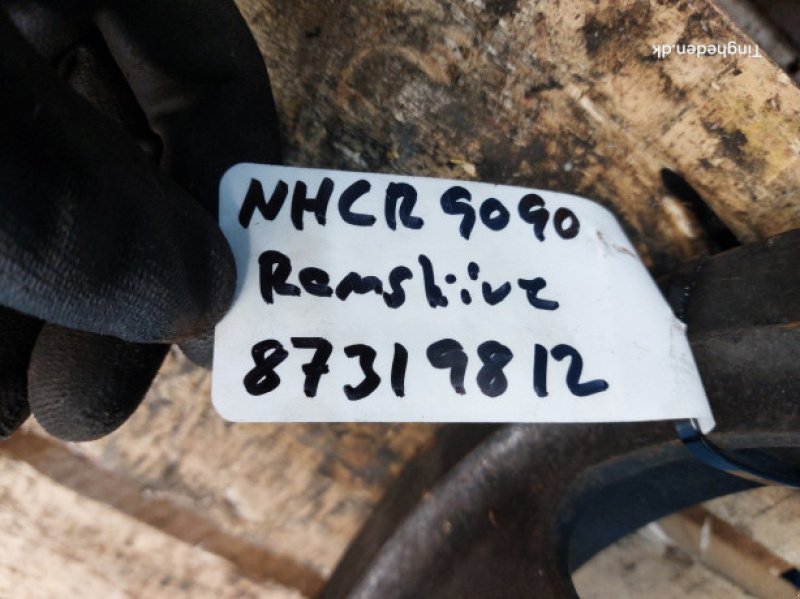 NHCR 9090
Remskive
87319812
Tingheden.dk